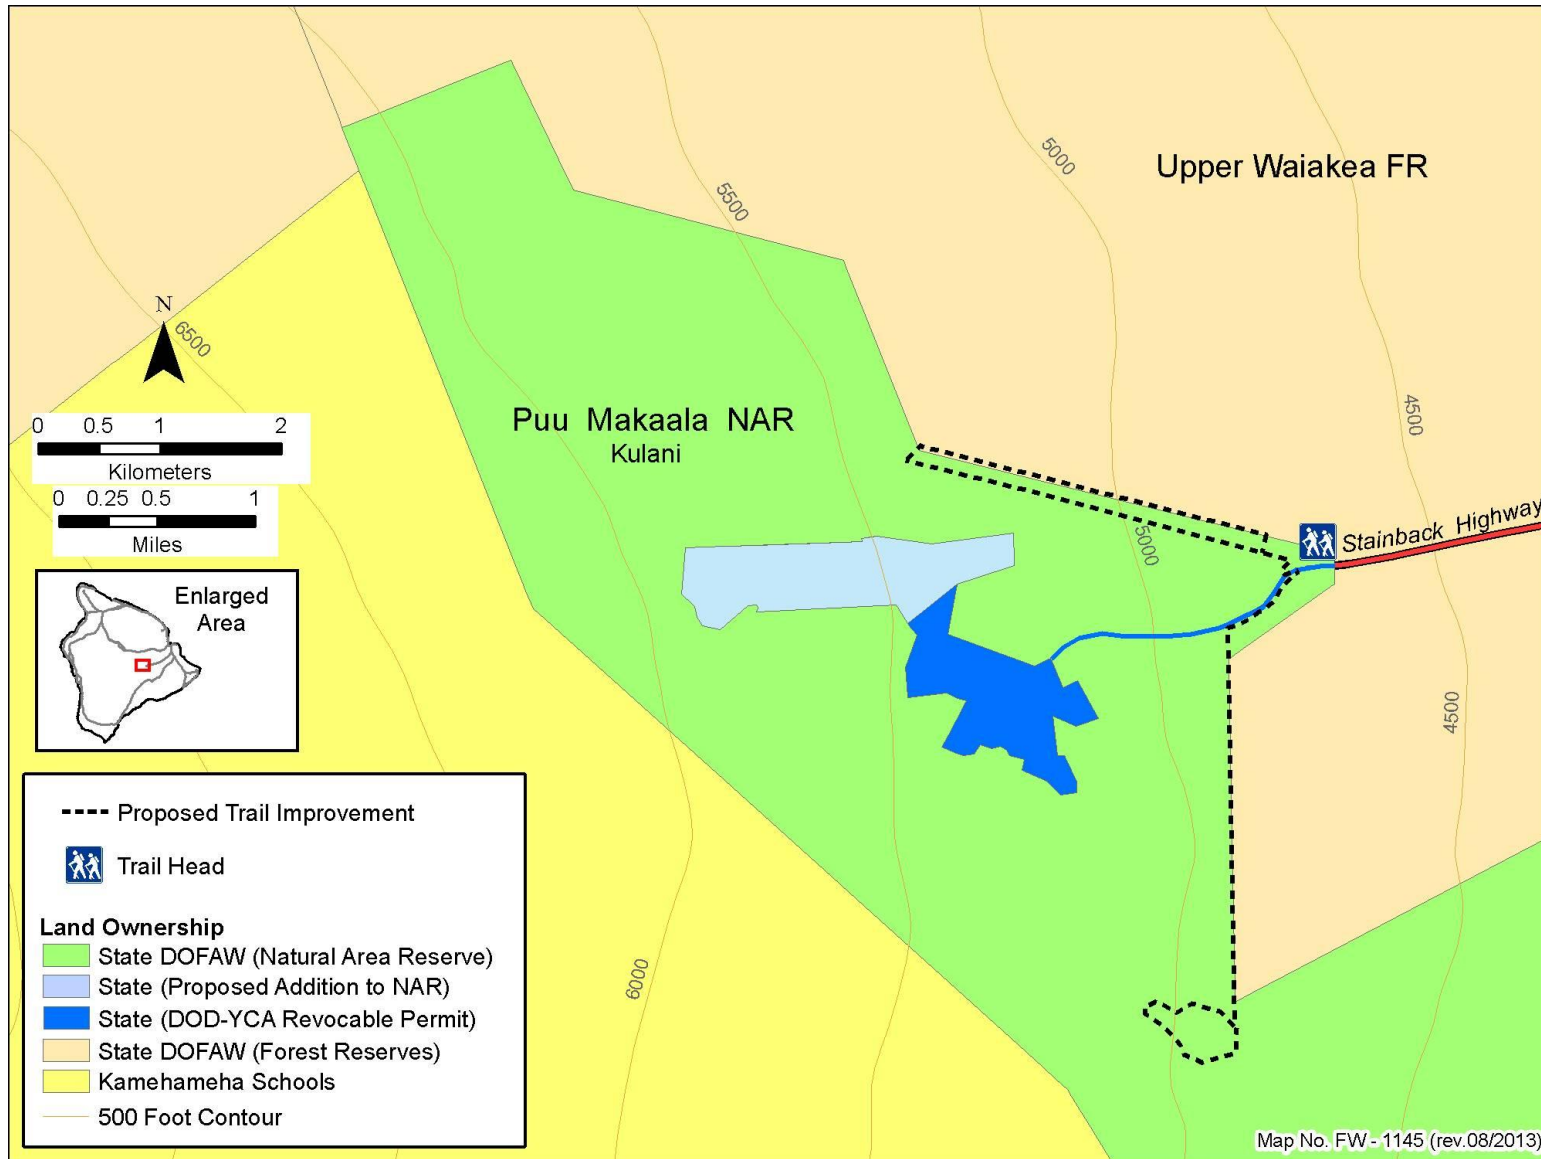 Upper Waiakea FR
5000
5500
N
6500
4500
Puu Makaala NAR
Kulani
0 0.5 1 2
Kilometers
0 0.25 0.5 1
Miles
Stainback Highway
5000
Enlarged
Area
4500
6000
Proposed Trail Improvement
Trail Head
Land Ownership
State DOFAW (Natural Area Reserve)
State (Proposed Addition to NAR)
State (DOD-YCA Revocable Permit)
State DOFAW (Forest Reserves)
Kamehameha Schools
500 Foot Contour
Map No. FW - 1145 (rev.08/2013)